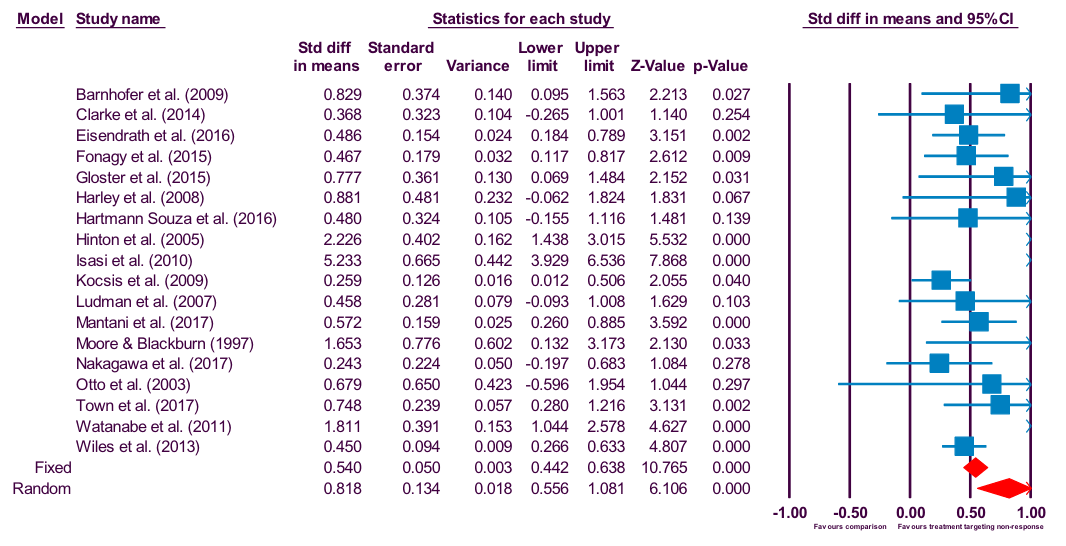 Model Study name Statistics for each study Std diff in means and 95%CI
Std diff Standard Lower Upper
in means error Variance limit limit Z-Value p-Value
Barnhofer et al. (2009) 0.829 0.374 0.140 0.095 1.563 2.213 0.027
Clarke et al. (2014) 0.368 0.323 0.104 -0.265 1.001 1.140 0.254
Eisendrath et al. (2016) 0.486 0.154 0.024 0.184 0.789 3.151 0.002
Fonagy et al. (2015) 0.467 0.179 0.032 0.117 0.817 2.612 0.009
Gloster et al. (2015) 0.777 0.361 0.130 0.069 1.484 2.152 0.031
Harley et al. (2008) 0.881 0.481 0.232 -0.062 1.824 1.831 0.067
Hartmann Souza et al. (2016) 0.480 0.324 0.105 -0.155 1.116 1.481 0.139
Hinton et al. (2005) 2.226 0.402 0.162 1.438 3.015 5.532 0.000
Isasi et al. (2010) 5.233 0.665 0.442 3.929 6.536 7.868 0.000
Kocsis et al. (2009) 0.259 0.126 0.016 0.012 0.506 2.055 0.040
Ludman et al. (2007) 0.458 0.281 0.079 -0.093 1.008 1.629 0.103
Mantani et al. (2017) 0.572 0.159 0.025 0.260 0.885 3.592 0.000
Moore & Blackburn (1997) 1.653 0.776 0.602 0.132 3.173 2.130 0.033
Nakagawa et al. (2017) 0.243 0.224 0.050 -0.197 0.683 1.084 0.278
Otto et al. (2003) 0.679 0.650 0.423 -0.596 1.954 1.044 0.297
Town et al. (2017) 0.748 0.239 0.057 0.280 1.216 3.131 0.002
Watanabe et al. (2011) 1.811 0.391 0.153 1.044 2.578 4.627 0.000
Wiles et al. (2013) 0.450 0.094 0.009 0.266 0.633 4.807 0.000
Fixed 0.540 0.050 0.003 0.442 0.638 10.765 0.000
Random 0.818 0.134 0.018 0.556 1.081 6.106 0.000
-1.00 -0.50 0.00 0.50 1.00
Favours comparison Favours treatment targeting non-response